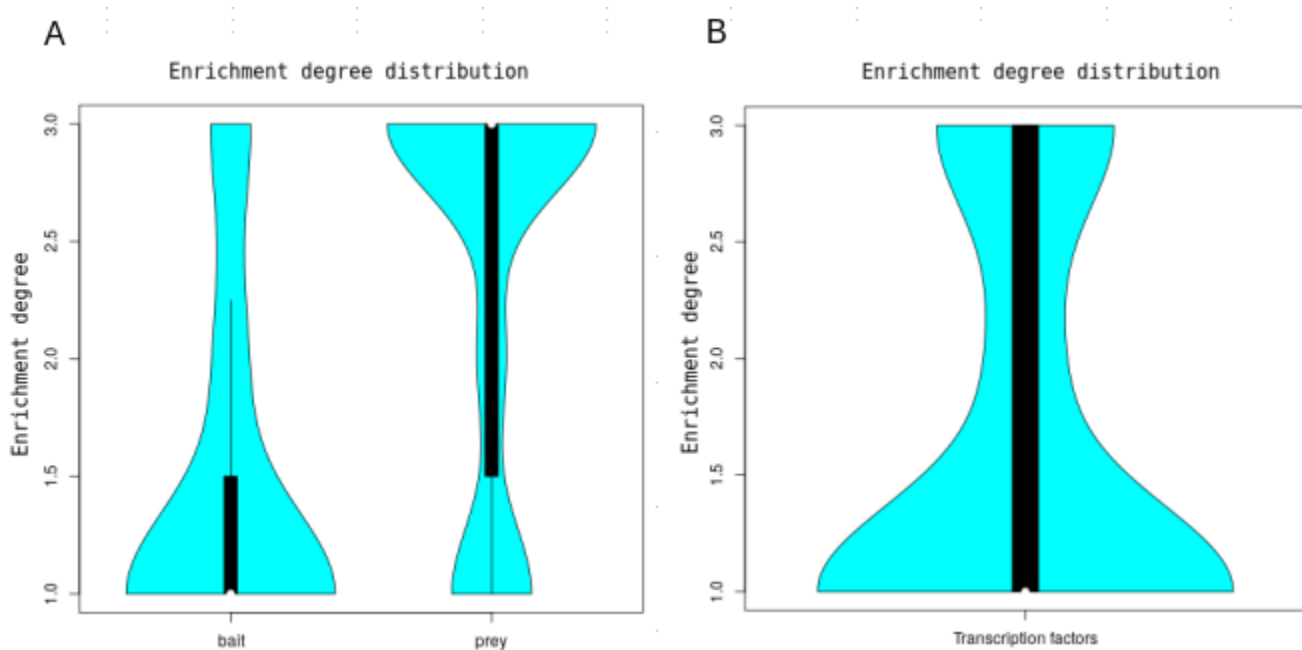 A
Enrichment degree distribution
Enrichment degree
3.0
2.5
2.0
1.5
1.0
bait
prey
B
Enrichment degree distribution
Enrichment degree
3.0
2.5
2.0
1.5
1.0
Transcription factors